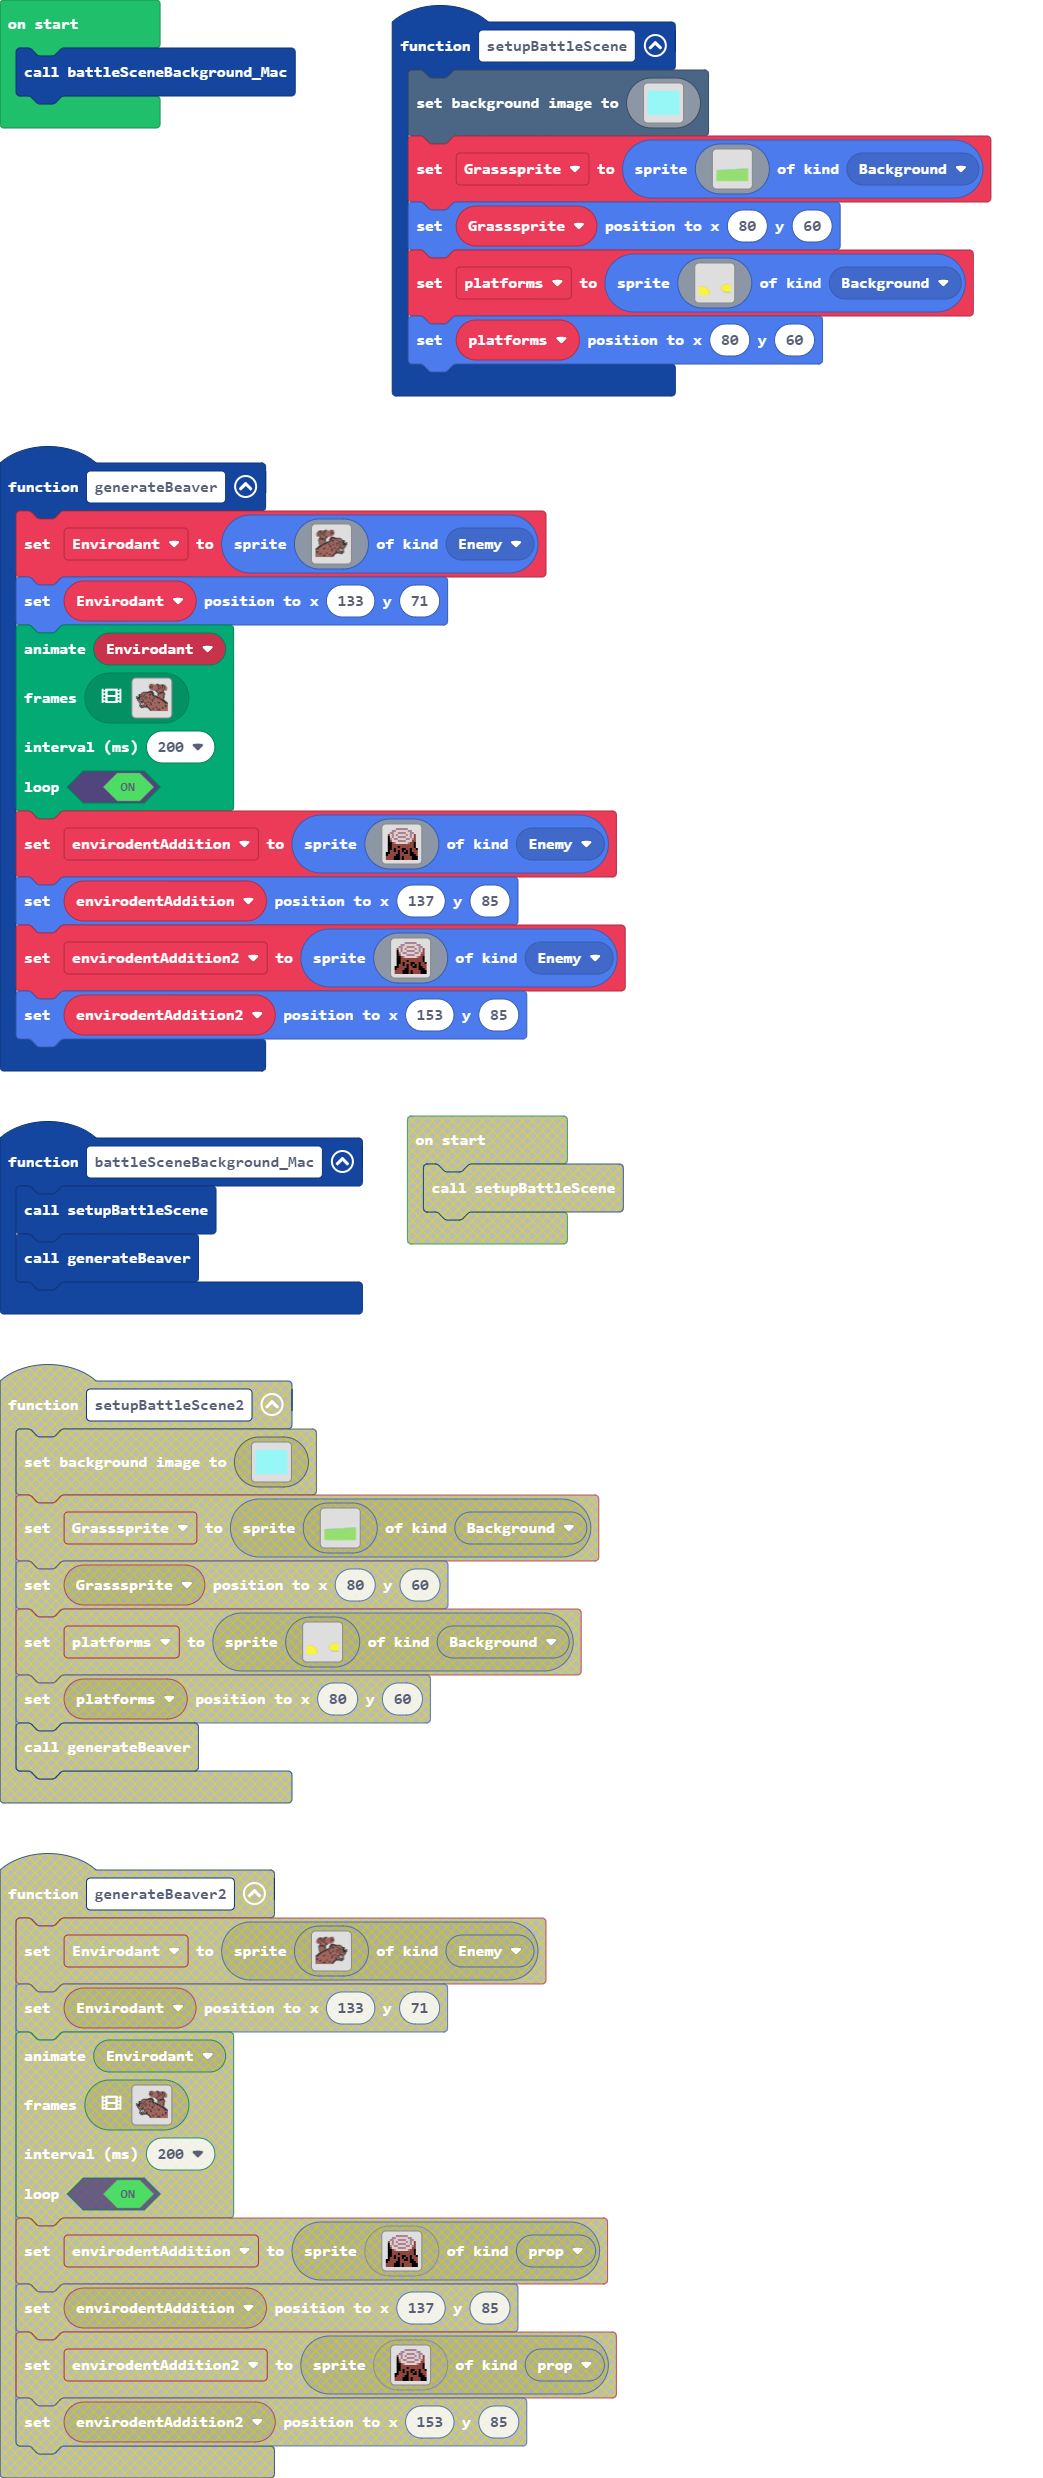 on start
call battleSceneBackground_Mac
function setupBattleScene
set background image to
set Grasssprite to sprite of kind Background
set Grasssprite position to x 80 y 60
set platforms to sprite of kind Background
set platforms position to x 80 y 60
function generateBeaver
set Envirodant to sprite of kind Enemy
set Envirodant position to x 133 y 71
animate Envirodant
frames
interval (ms) 200
loop ON
set envirodentAddition to sprite of kind Enemy
set envirodentAddition position to x 137 y 85
set envirodentAddition2 to sprite of kind Enemy
set envirodentAddition2 position to x 153 y 85
function battleSceneBackground_Mac
call setupBattleScene
call generateBeaver
on start
call setupBattleScene
function setupBattleScene2
set background image to
set Grasssprite to sprite of kind Background
set Grasssprite position to x 80 y 60
set platforms to sprite of kind Background
set platforms position to x 80 y 60
call generateBeaver
function generateBeaver2
set Envirodant to sprite of kind Enemy
set Envirodant position to x 133 y 71
animate Envirodant
frames
interval (ms) 200
loop ON
set envirodentAddition to sprite of kind prop
set envirodentAddition position to x 137 y 85
set envirodentAddition2 to sprite of kind prop
set envirodentAddition2 position to x 153 y 85